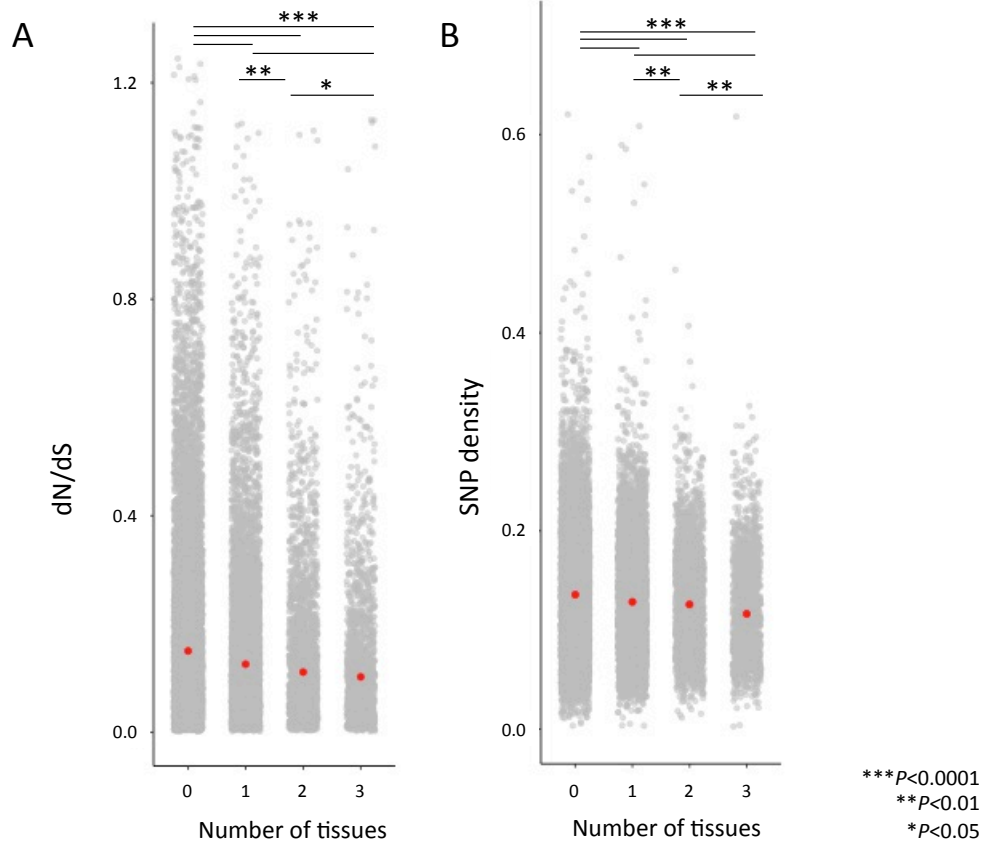 A
***
**
*
1.2
0.8
0.4
0.0
dN/dS
0 1 2 3
Number of tissues
B
***
** **
0.6
0.4
0.2
0.0
SNP density
0 1 2 3
Number of tissues
***P<0.0001
**P<0.01
*P<0.05